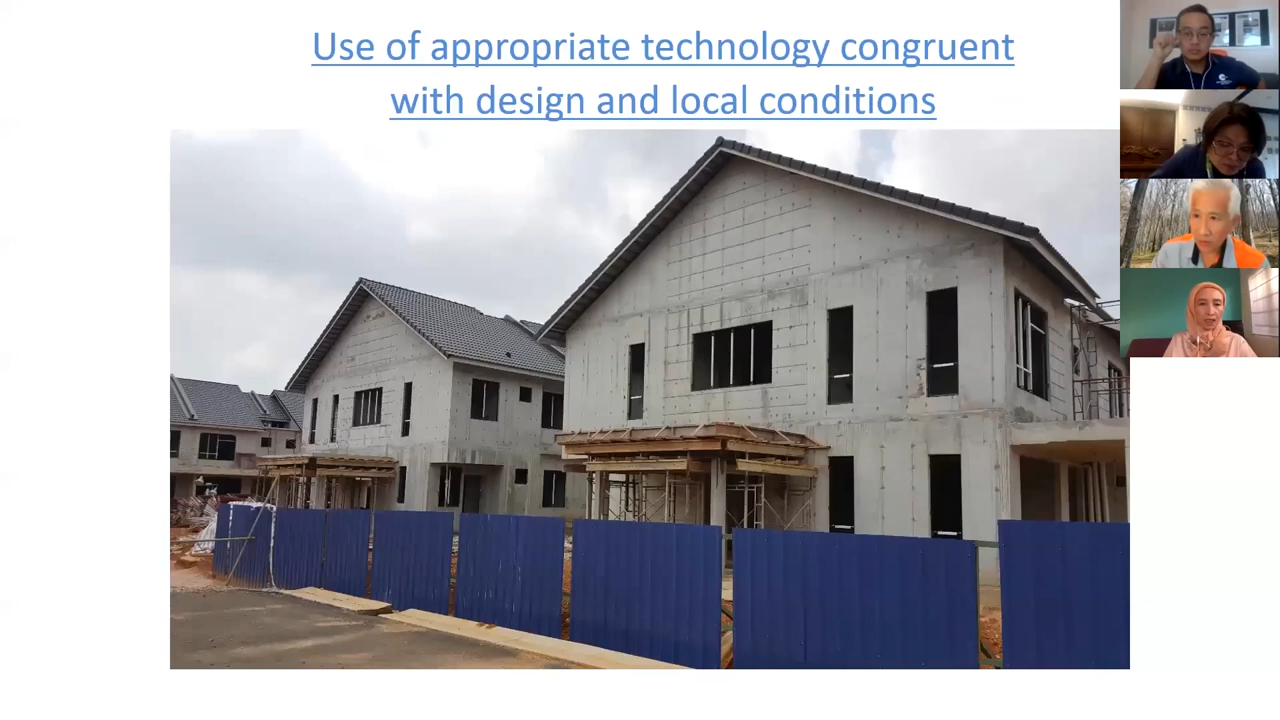 Use of appropriate technology congruent
with design and local conditions